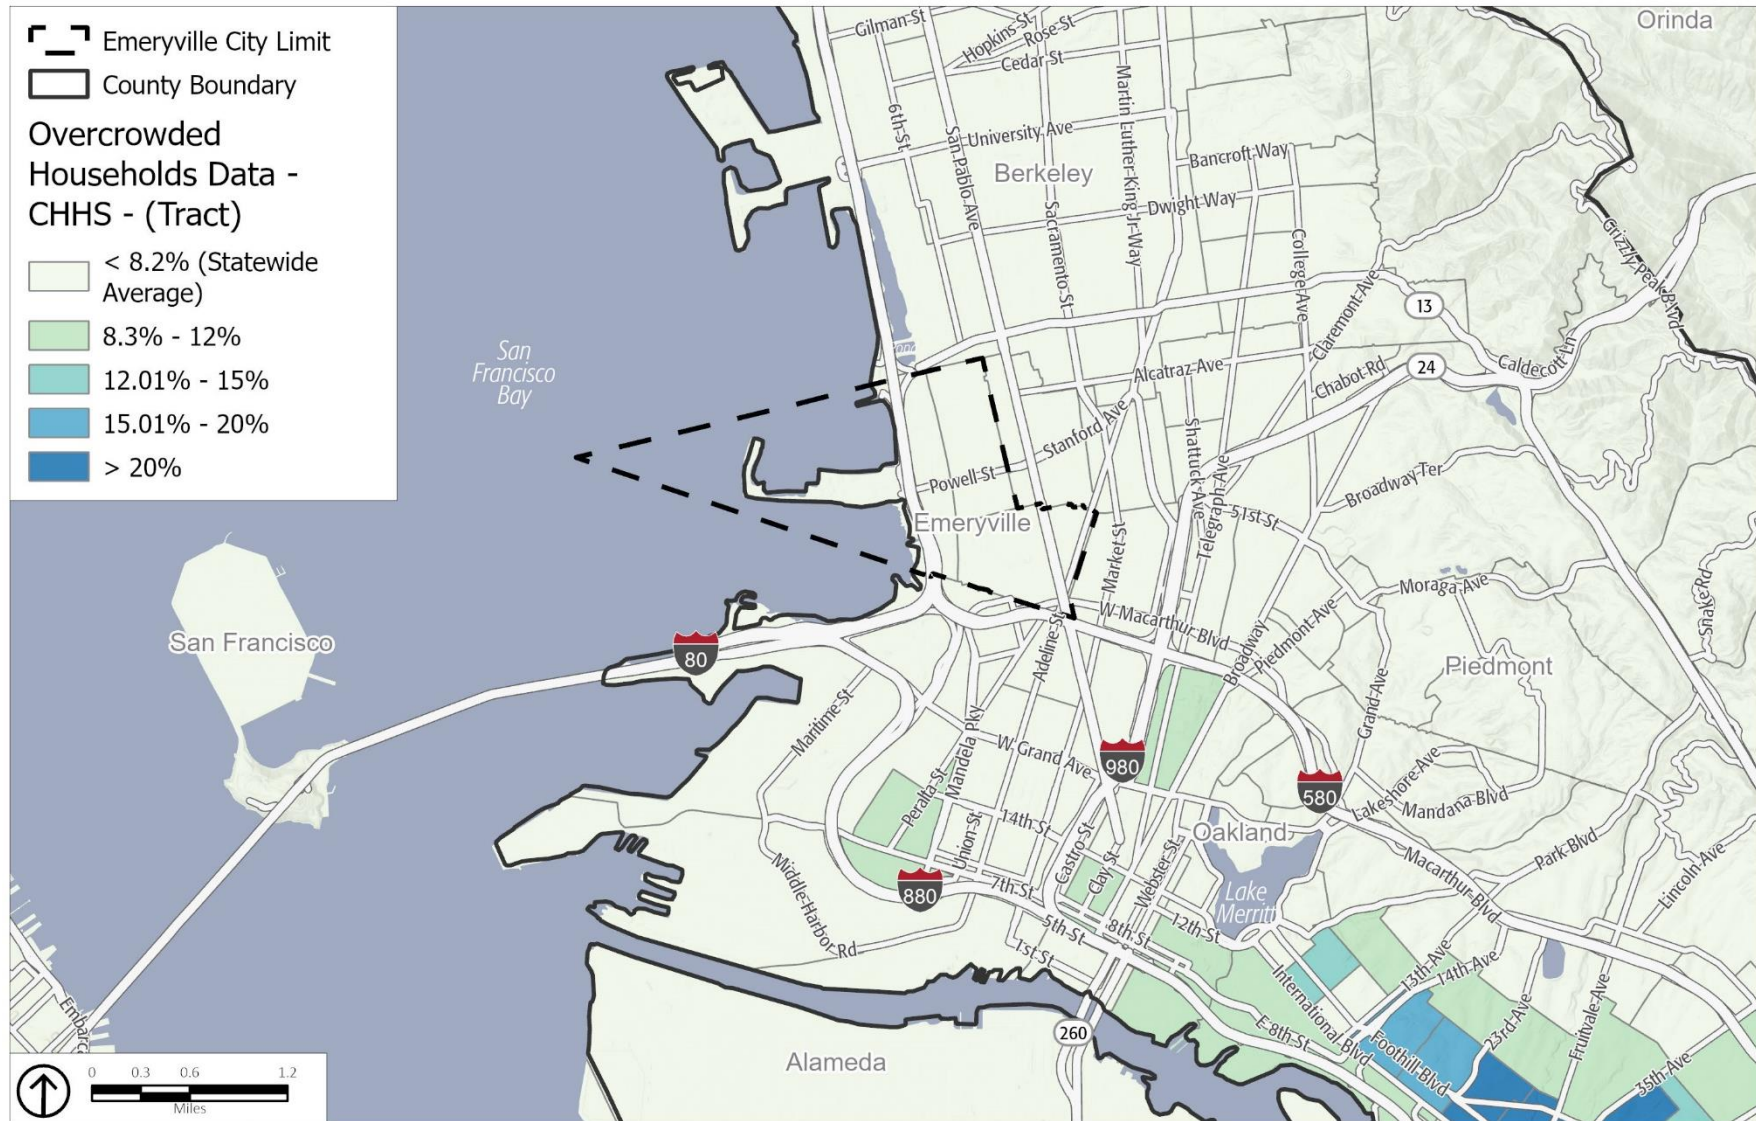 Emeryville City Limit
County Boundary
Overcrowded
Households Data -
CHHS - (Tract)
< 8.2% (Statewide
Average)
8.3% - 12%
12.01% - 15%
15.01% - 20%
> 20%
Orinda
Gilman St
Hopkins St
Rose St
Cedar St
6th St
San Pablo Ave
University Ave
Martin Luther King Jr Way
Bancroft Way
Berkeley
Sacramento St
Dwight Way
College Ave
Claremont Ave
Grizzly Peak Blvd
13
San
Francisco
Bay
Alcatraz Ave
Chabot Rd
24
Caldecott Ln
Stanford Ave
Shattuck Ave
Telegraph Ave
Powell St
Broadway Ter
51st St
Emeryville
Market St
Moraga Ave
Snake Rd
W Macarthur Blvd
Adeline St
Broadway
Piedmont Ave
San Francisco
80
Piedmont
Grand Ave
Maritime St
Mandela Pky
W Grand Ave
980
580
Lakeshore Ave
Mandana Blvd
Peralta St
14th St
Union St
Castro St
Clay St
Webster St
Oakland
Macarthur Blvd
Park Blvd
Lincoln Ave
Middle Harbor Rd
880
7th St
Lake
Merritt
5th St
8th St
12th St
1st St
13th Ave
14th Ave
International Blvd
23rd Ave
Fruitvale Ave
E 8th St
Foothill Blvd
35th Ave
260
Alameda
Embarca
0 0.3 0.6 1.2
Miles